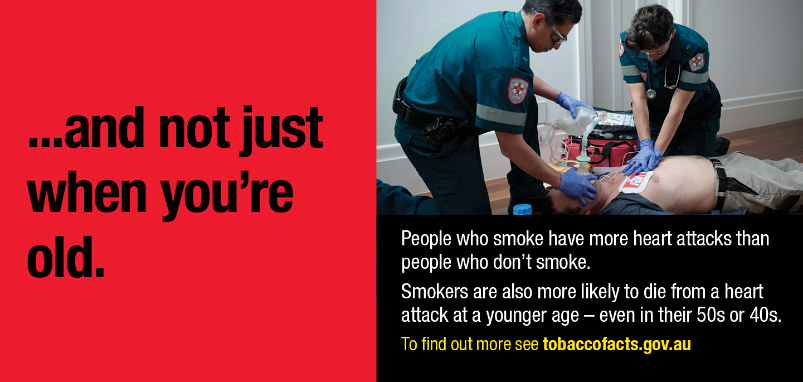 ...and not just
when you're
old.
People who smoke have more heart attacks than
people who don't smoke.
Smokers are also more likely to die from a heart
attack at a younger age – even in their 50s or 40s.
To find out more see tobaccofacts.gov.au